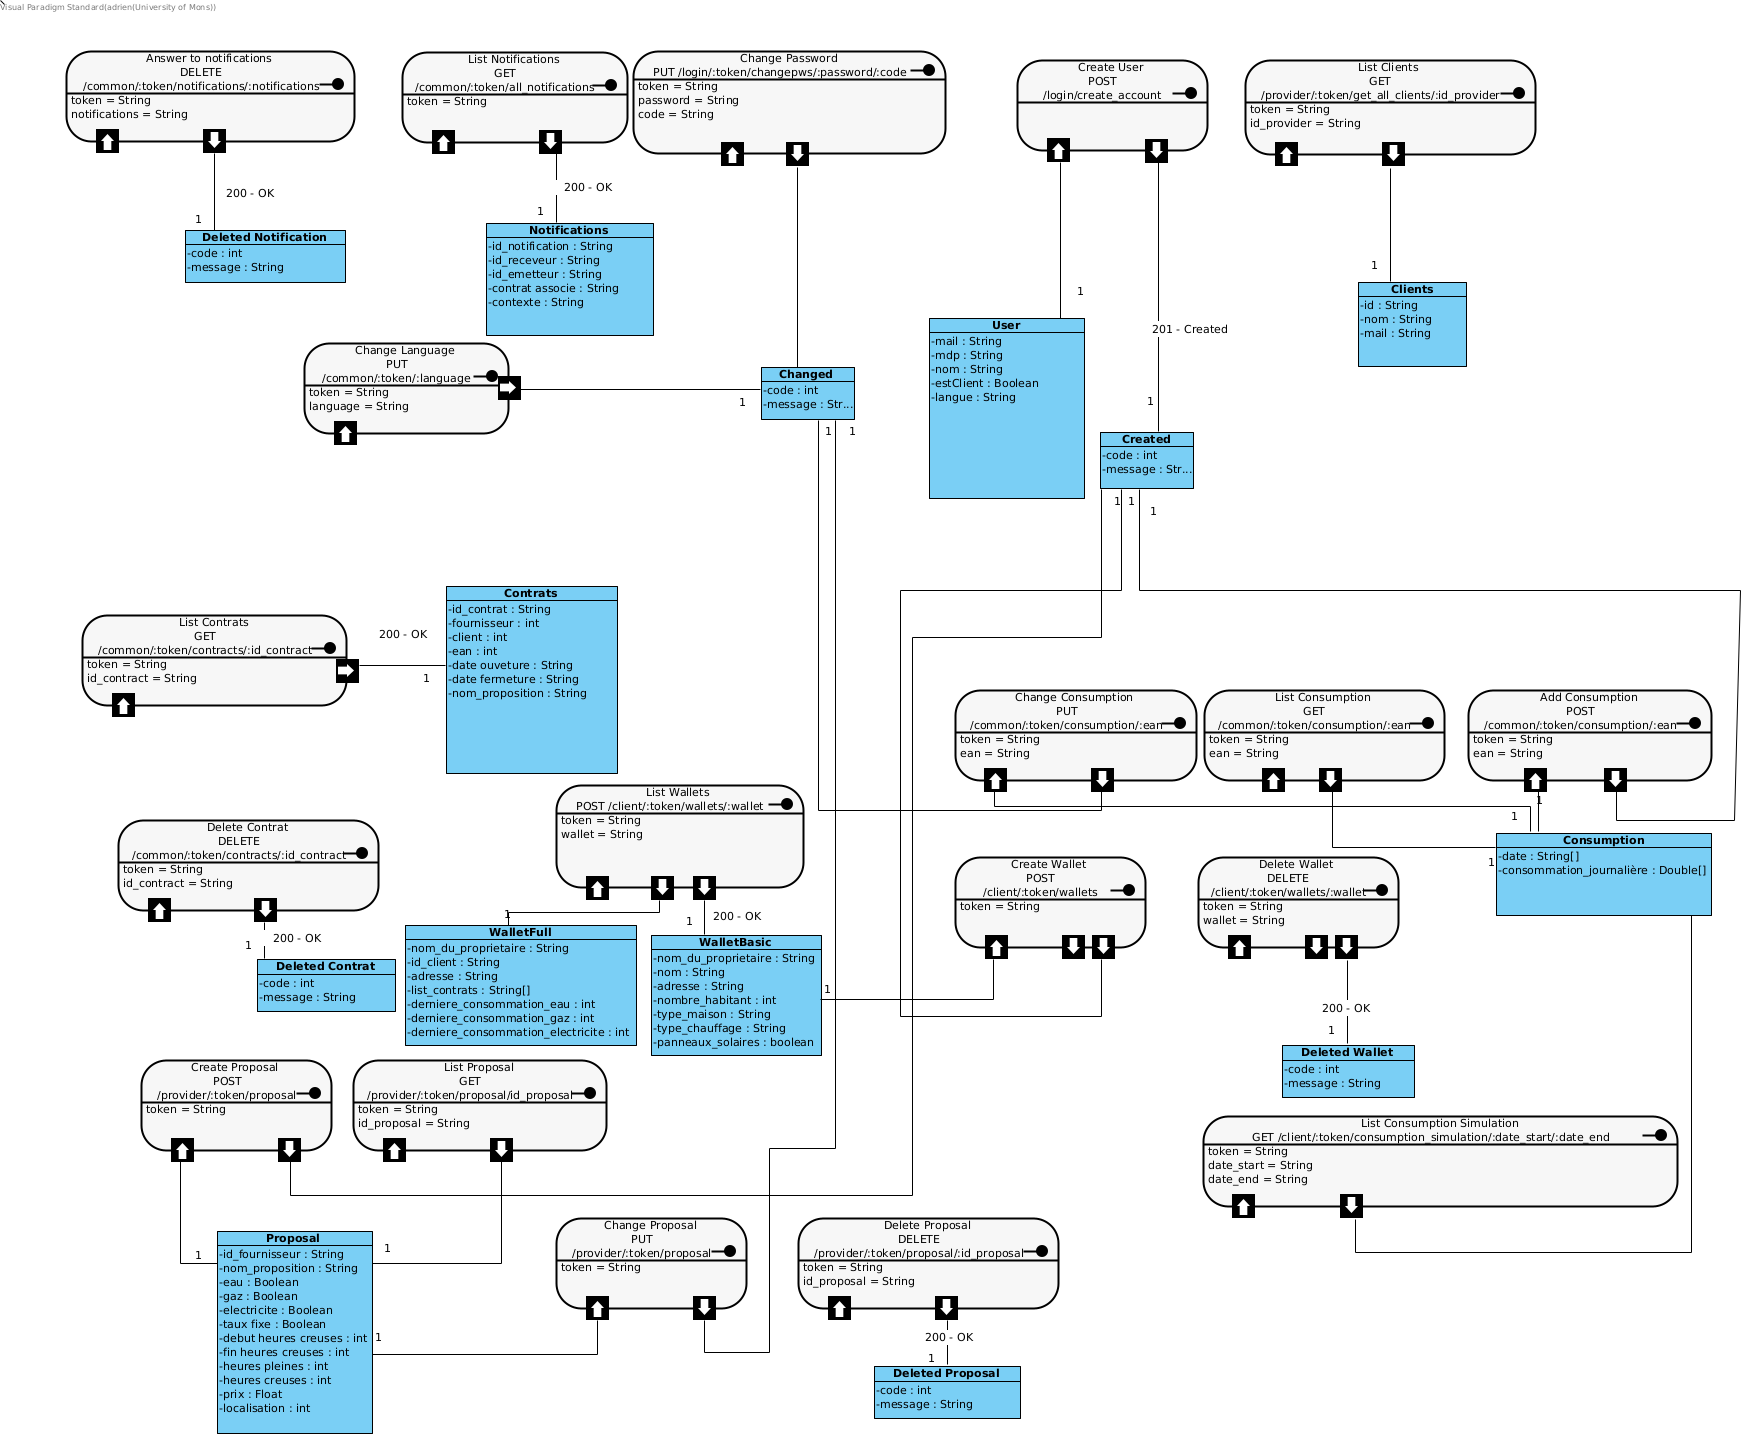 Visual Paradigm Standard(adrien(University of Mons))
Answer to notifications
DELETE
/common/:token/notifications/:notifications
token = String
notifications = String
200 - OK
1
Deleted Notification
-code : int
-message : String
List Notifications
GET
/common/:token/all_notifications
token = String
200 - OK
1
Notifications
-id_notification : String
-id_receveur : String
-id_emetteur : String
-contrat associe : String
-contexte : String
Change Password
PUT /login/:token/changepws/:password/:code
token = String
password = String
code = String
Create User
POST
/login/create_account
1
User
-mail : String
-mdp : String
-nom : String
-estClient : Boolean
-langue : String
201 - Created
1
Created
-code : int
-message : Str...
1
1
1
List Clients
GET
/provider/:token/get_all_clients/:id_provider
token = String
id_provider = String
1
Clients
-id : String
-nom : String
-mail : String
Change Language
PUT
/common/:token/:language
token = String
language = String
1
Changed
-code : int
-message : Str...
1
1
List Contrats
GET
/common/:token/contracts/:id_contract
token = String
id_contract = String
200 - OK
1
Contrats
-id_contrat : String
-fournisseur : int
-client : int
-ean : int
-date ouveture : String
-date fermeture : String
-nom_proposition : String
Change Consumption
PUT
/common/:token/consumption/:ean
token = String
ean = String
List Consumption
GET
/common/:token/consumption/:ean
token = String
ean = String
Add Consumption
POST
/common/:token/consumption/:ean
token = String
ean = String
1
1
1
Consumption
-date : String[]
-consommation_journalière : Double[]
List Wallets
POST /client/:token/wallets/:wallet
token = String
wallet = String
1
1
200 - OK
WalletFull
-nom_du_proprietaire : String
-id_client : String
-adresse : String
-list_contrats : String[]
-derniere_consommation_eau : int
-derniere_consommation_gaz : int
-derniere_consommation_electricite : int
WalletBasic
-nom_du_proprietaire : String
-nom : String
-adresse : String
-nombre_habitant : int
-type_maison : String
-type_chauffage : String
-panneaux_solaires : boolean
1
Delete Contrat
DELETE
/common/:token/contracts/:id_contract
token = String
id_contract = String
200 - OK
1
Deleted Contrat
-code : int
-message : String
Create Wallet
POST
/client/:token/wallets
token = String
Delete Wallet
DELETE
/client/:token/wallets/:wallet
token = String
wallet = String
200 - OK
1
Deleted Wallet
-code : int
-message : String
Create Proposal
POST
/provider/:token/proposal
token = String
List Proposal
GET
/provider/:token/proposal/id_proposal
token = String
id_proposal = String
List Consumption Simulation
GET /client/:token/consumption_simulation/:date_start/:date_end
token = String
date_start = String
date_end = String
1
1
1
Proposal
-id_fournisseur : String
-nom_proposition : String
-eau : Boolean
-gaz : Boolean
-electricite : Boolean
-taux fixe : Boolean
-debut heures creuses : int
-fin heures creuses : int
-heures pleines : int
-heures creuses : int
-prix : Float
-localisation : int
Change Proposal
PUT
/provider/:token/proposal
token = String
Delete Proposal
DELETE
/provider/:token/proposal/:id_proposal
token = String
id_proposal = String
200 - OK
1
Deleted Proposal
-code : int
-message : String